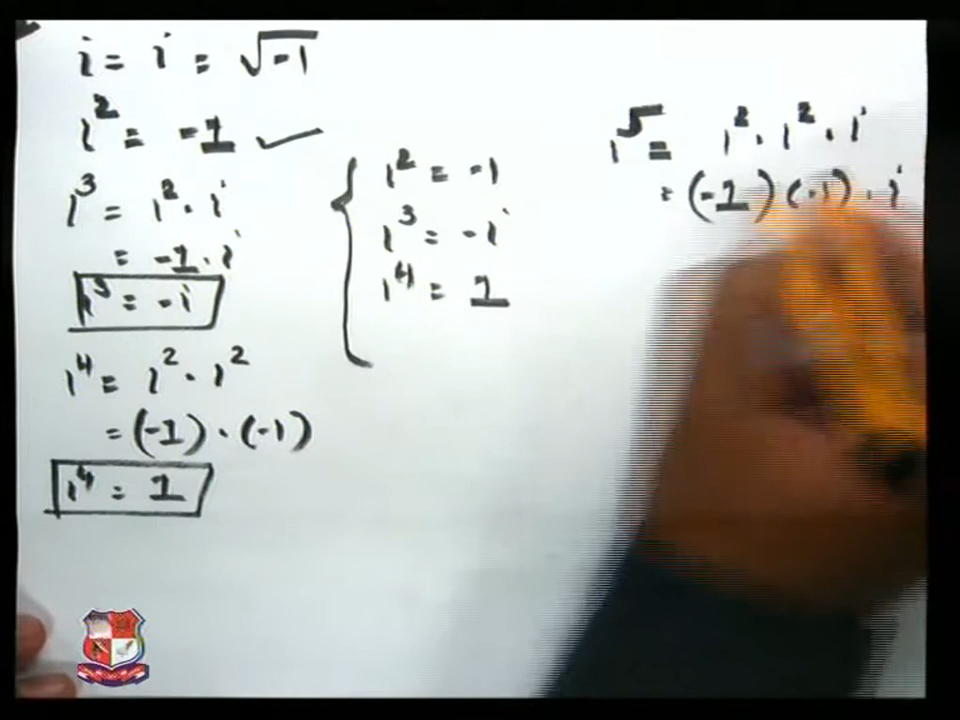 i = i = √-1
i² = -1 ✓
i³ = i² · i
= -1 · i
i³ = -i
i⁴ = i² · i²
= (-1) · (-1)
i⁴ = 1
i² = -1
i³ = -i
i⁴ = 1
i⁵ = i² · i² · i
= (-1) (-1) · i